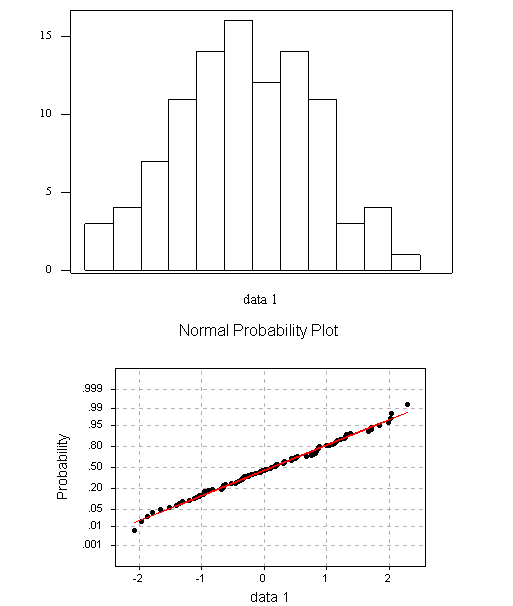 15
10
5
0
data 1
Normal Probability Plot
.999
.99
.95
.80
.50
.20
.05
.01
.001
Probability
-2 -1 0 1 2
data 1